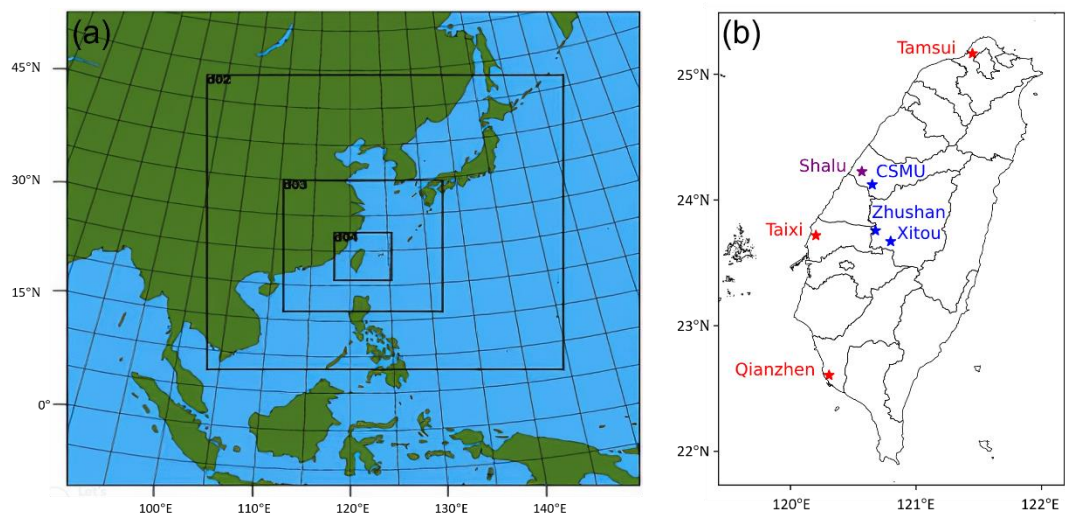 (a)
45°N
30°N
15°N
0°
100°E
110°E
120°E
130°E
140°E
d02
d03
d04
(b)
25°N
24°N
23°N
22°N
120°E
121°E
122°E
Tamsui
Shalu
CSMU
Zhushan
Taixi
Xitou
Qianzhen